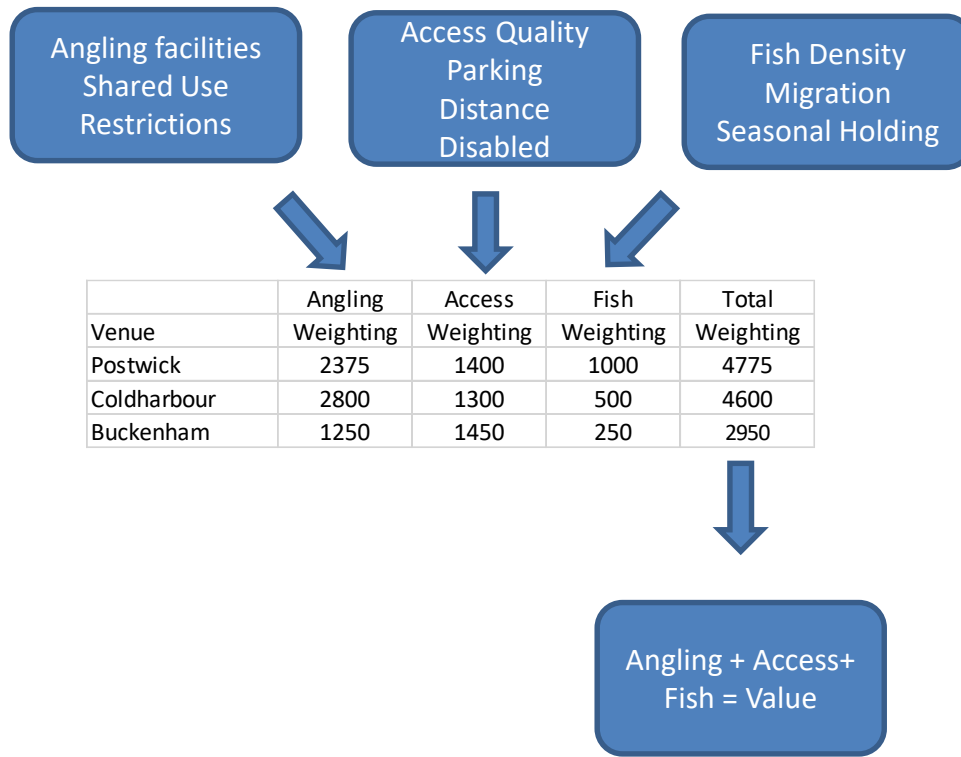 Angling facilities
Shared Use
Restrictions
Access Quality
Parking
Distance
Disabled
Fish Density
Migration
Seasonal Holding
Angling Access Fish Total
Venue Weighting Weighting Weighting Weighting
Postwick 2375 1400 1000 4775
Coldharbour 2800 1300 500 4600
Buckenham 1250 1450 250 2950
Angling + Access+
Fish = Value